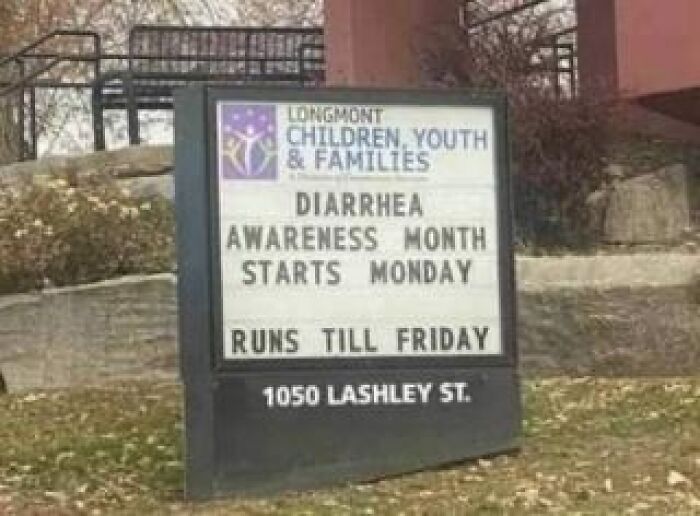 LONGMONT
CHILDREN, YOUTH
& FAMILIES
DIARRHEA
AWARENESS MONTH
STARTS MONDAY
RUNS TILL FRIDAY
1050 LASHLEY ST.